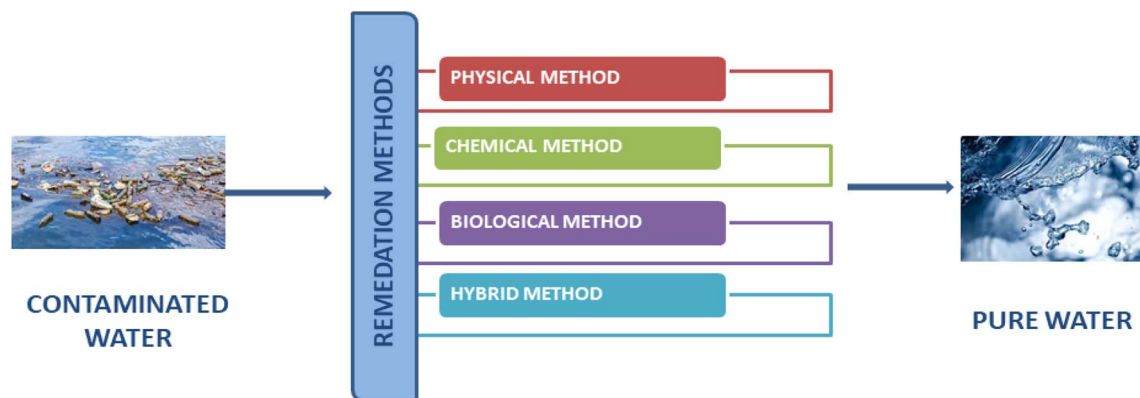 CONTAMINATED
WATER
REMEDATION METHODS
PHYSICAL METHOD
CHEMICAL METHOD
BIOLOGICAL METHOD
HYBRID METHOD
PURE WATER